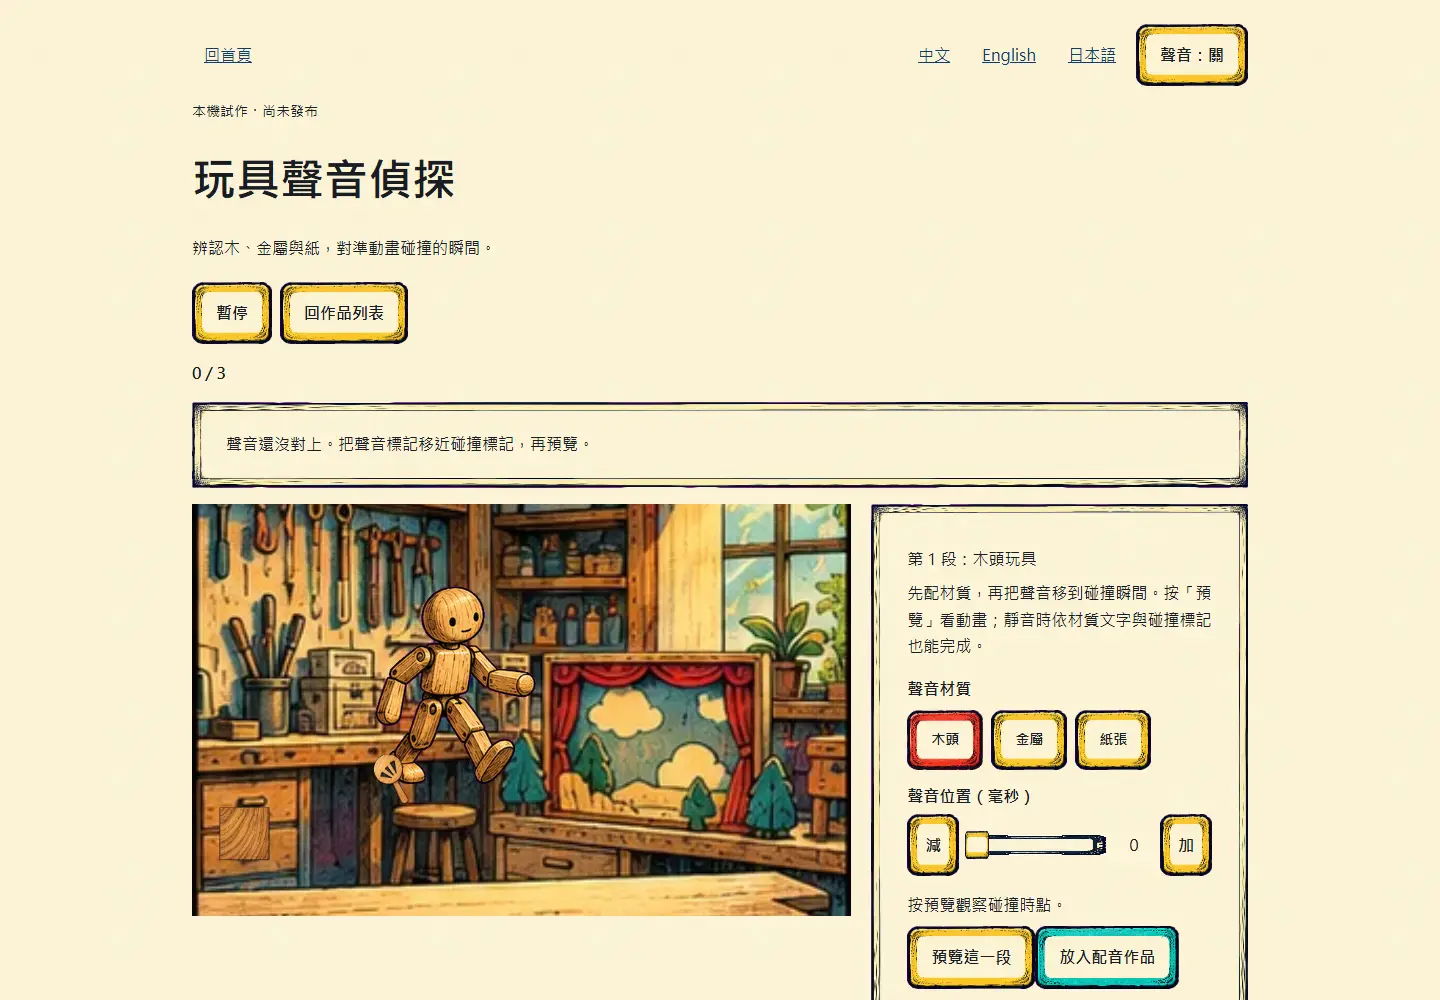 回首頁
中文 English 日本語 聲音：關
本機試作・尚未發布
玩具聲音偵探
辨認木、金屬與紙，對準動畫碰撞的瞬間。
暫停 回作品列表
0 / 3
聲音還沒對上。把聲音標記移近碰撞標記，再預覽。
第 1 段：木頭玩具
先配材質，再把聲音移到碰撞瞬間。按「預
覽」看動畫；靜音時依材質文字與碰撞標記
也能完成。
聲音材質
木頭 金屬 紙張
聲音位置（毫秒）
減 0 加
按預覽觀察碰撞時點。
預覽這一段 放入配音作品